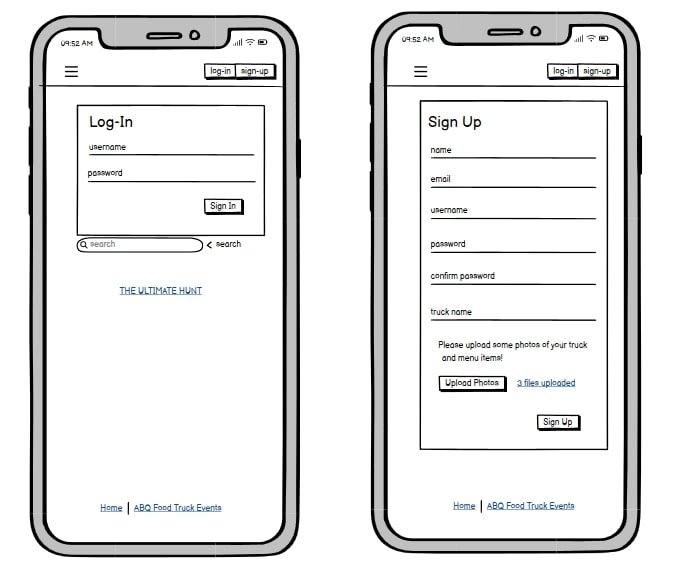 09:52 AM
log-in sign-up
Log-In
username
password
Sign In
search < search
THE ULTIMATE HUNT
Home | ABQ Food Truck Events
09:52 AM
log-in sign-up
Sign Up
name
email
username
password
confirm password
truck name
Please upload some photos of your truck
and menu items!
Upload Photos 3 files uploaded
Sign Up
Home | ABQ Food Truck Events